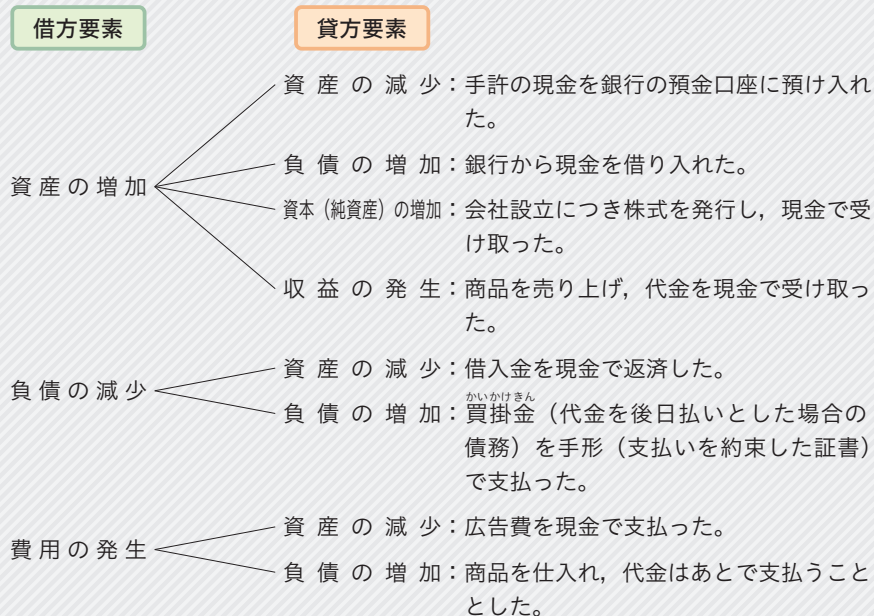 借方要素
貸方要素
資産の増加
資産の減少：手許の現金を銀行の預金口座に預け入れ
た。
負債の増加：銀行から現金を借り入れた。
資本（純資産）の増加：会社設立につき株式を発行し，現金で受
け取った。
収益の発生：商品を売り上げ，代金を現金で受け取っ
た。
負債の減少
資産の減少：借入金を現金で返済した。
かいかけきん
負債の増加：買掛金（代金を後日払いとした場合の
債務）を手形（支払いを約束した証書）
で支払った。
費用の発生
資産の減少：広告費を現金で支払った。
負債の増加：商品を仕入れ，代金はあとで支払うこと
とした。